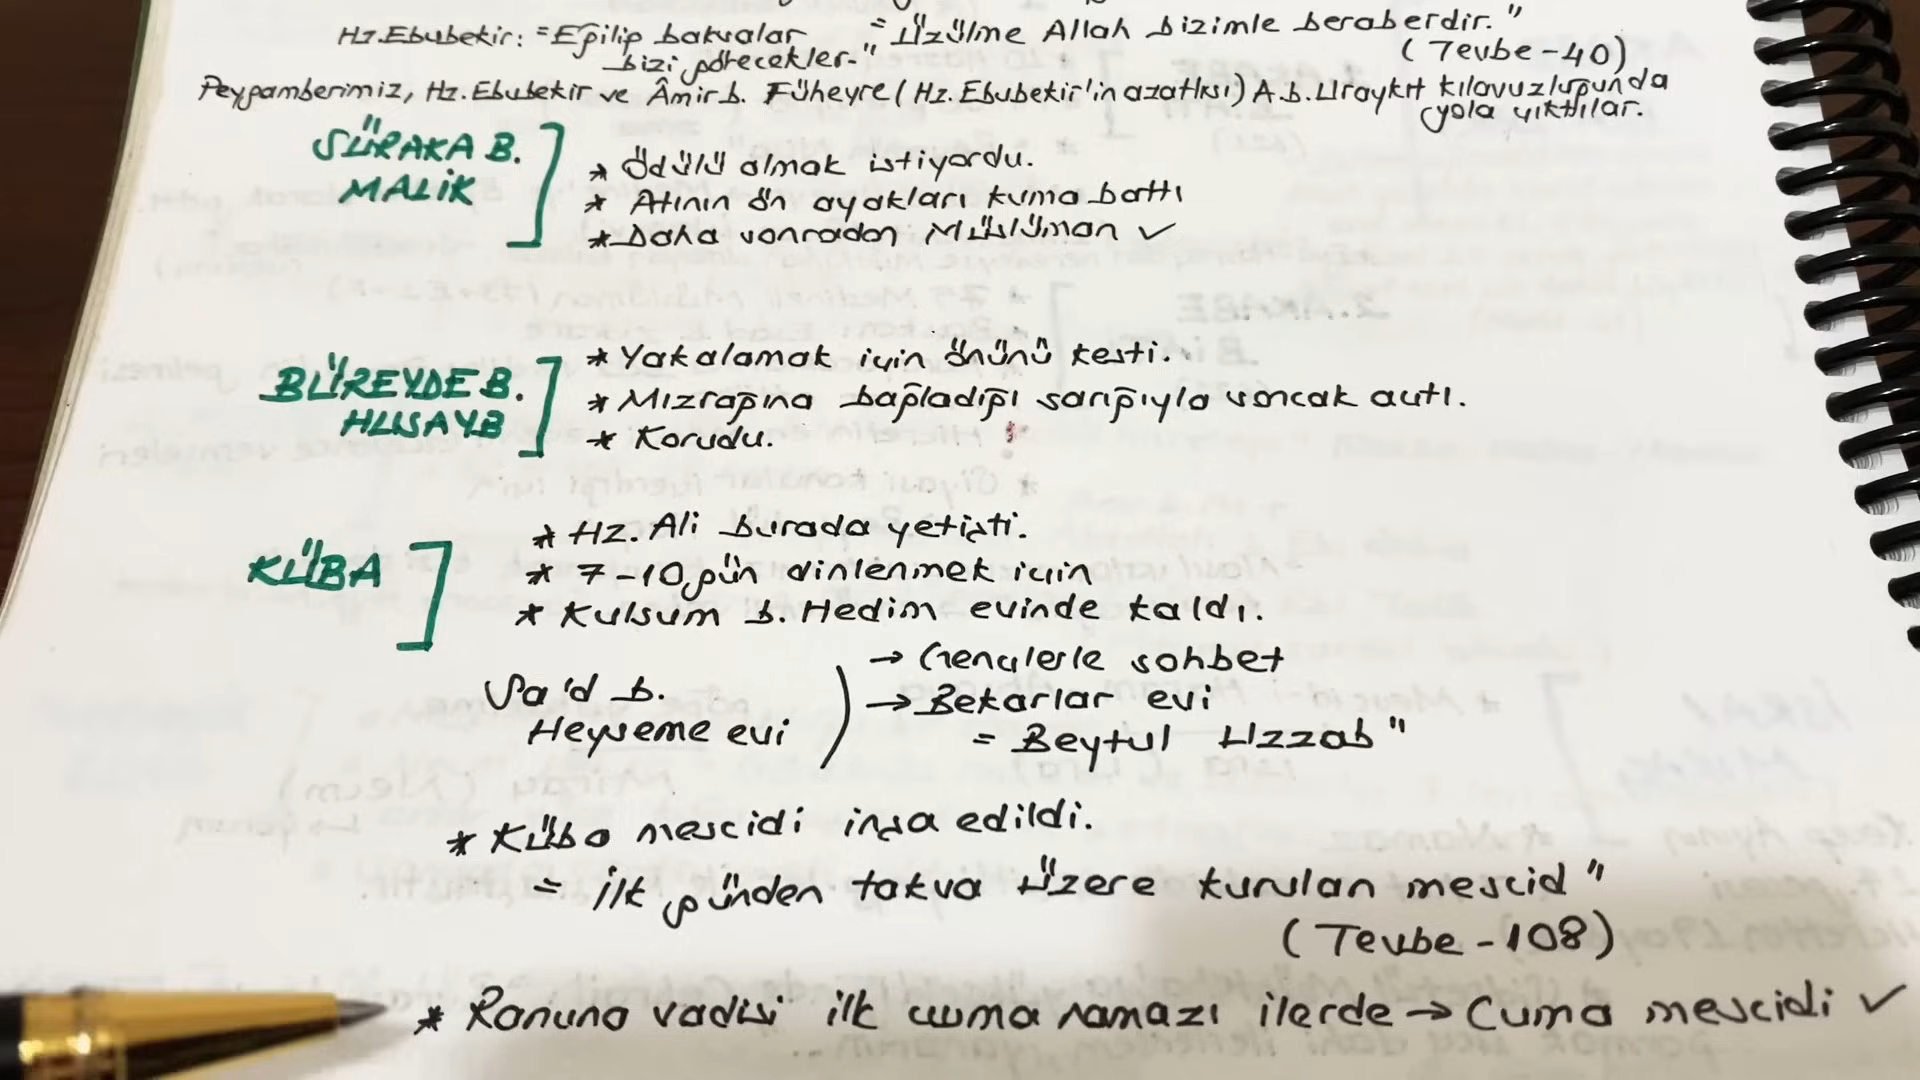 Hz.Ebubekir: "Eğilip baksalar bizi görecekler." "Üzülme Allah bizimle beraberdir."
(Tevbe-40)
Peygamberimiz, Hz.Ebubekir ve Âmir b. Füheyre (Hz.Ebubekir'in azatlısı) A.b.Uraykıt kılavuzluğunda
yola çıktılar.
SÜRAKA B.
MALİK
* Ödülü almak istiyordu.
* Atının ön ayakları kuma battı
* Daha sonradan Müslüman ✓
BÜREYDE B.
HUSAYB
* Yakalamak için önünü kesti.
* Mızrağına bağladığı sarığıyla sancak açtı.
* Korudu.
KÜBA
* Hz. Ali burada yetişti.
* 7-10 gün dinlenmek için
* Kulsum b. Hedim evinde kaldı.
Sa'd b.
Heyseme evi
→ Gençlerle sohbet
→ Bekarlar evi
"Beytul Uzzab"
* Küba mescidi inşa edildi.
"İlk günden takva üzere kurulan mescid"
(Tevbe-108)
* Ranuna vadisi ilk cuma namazı ilerde → Cuma mescidi ✓